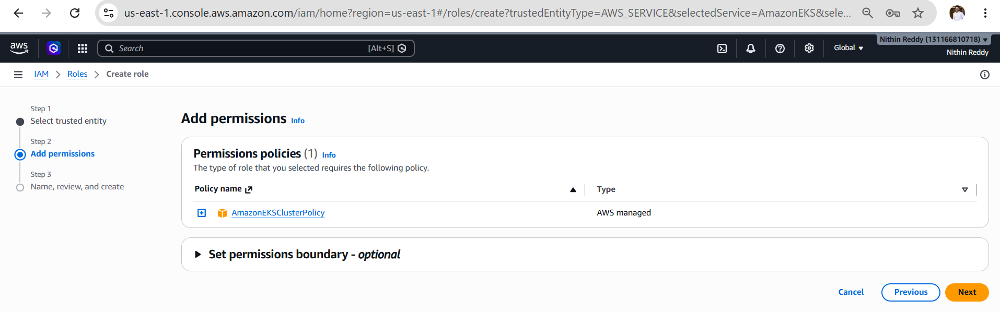 us-east-1.console.aws.amazon.com/iam/home?region=us-east-1#/roles/create?trustedEntityType=AWS_SERVICE&selectedService=AmazonEKS&sele...
aws
Search [Alt+S]
Global
Nithin Reddy (131166810718)
Nithin Reddy
IAM
Roles
Create role
Step 1
Select trusted entity
Step 2
Add permissions
Step 3
Name, review, and create
Add permissions Info
Permissions policies (1) Info
The type of role that you selected requires the following policy.
Policy name Type
AmazonEKSClusterPolicy AWS managed
Set permissions boundary - optional
Cancel Previous Next